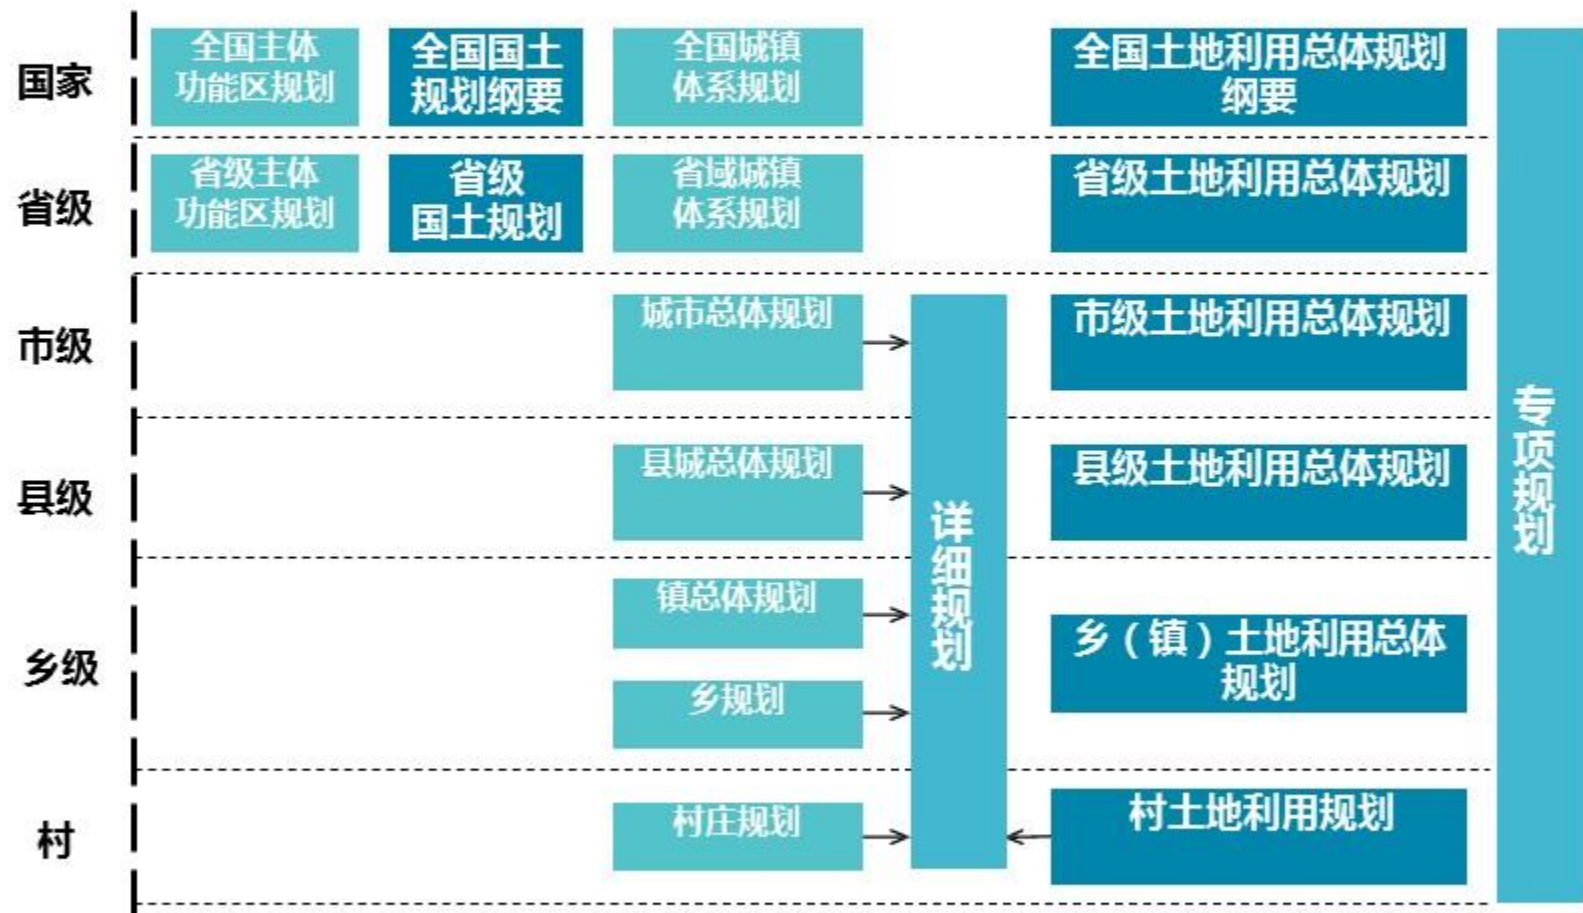 国家
全国主体
功能区规划
全国国土
规划纲要
全国城镇
体系规划
全国土地利用总体规划
纲要
省级
省级主体
功能区规划
省级
国土规划
省域城镇
体系规划
省级土地利用总体规划
市级
城市总体规划
市级土地利用总体规划
县级
县城总体规划
县级土地利用总体规划
乡级
镇总体规划
乡规划
乡（镇）土地利用总体
规划
村
村庄规划
村土地利用规划
详细规划
专项规划